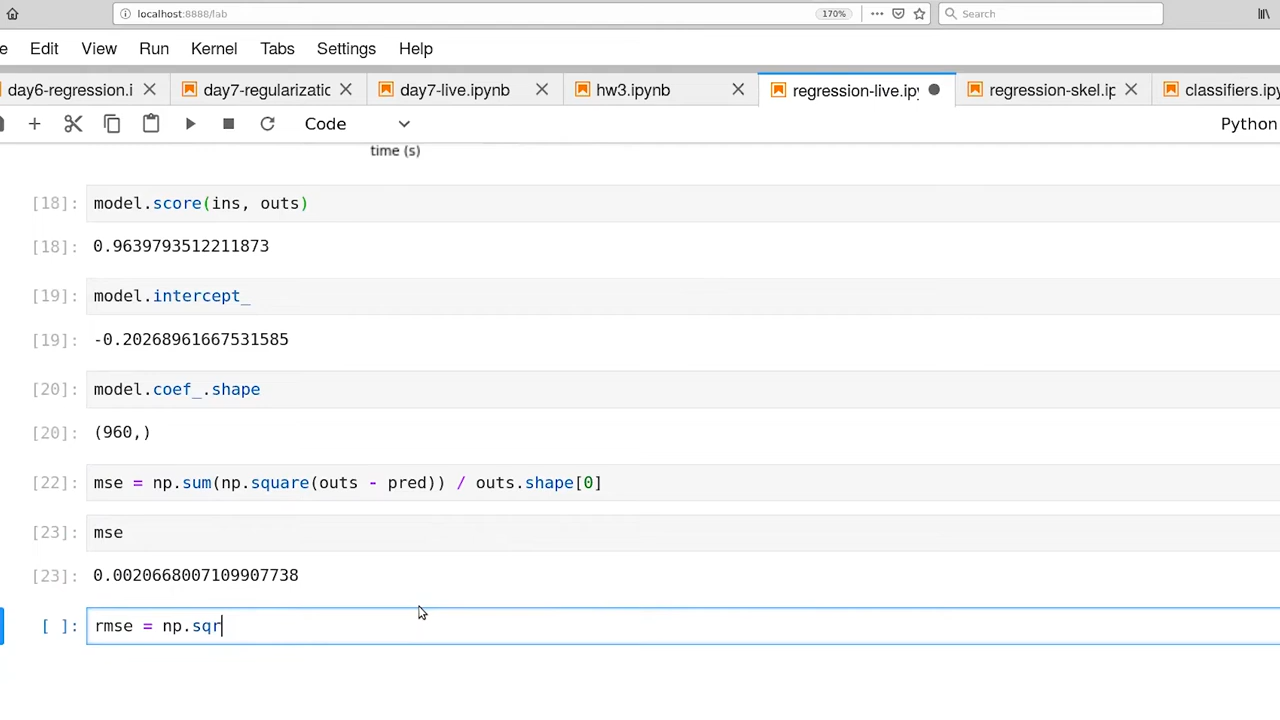 localhost:8888/lab
170%
Search
e Edit View Run Kernel Tabs Settings Help
day6-regression.i
day7-regularizatic
day7-live.ipynb
hw3.ipynb
regression-live.ipy
regression-skel.ip
classifiers.ipy
Code
Python
time (s)
[18]: model.score(ins, outs)
[18]: 0.9639793512211873
[19]: model.intercept_
[19]: -0.20268961667531585
[20]: model.coef_.shape
[20]: (960,)
[22]: mse = np.sum(np.square(outs - pred)) / outs.shape[0]
[23]: mse
[23]: 0.0020668007109907738
[ ]: rmse = np.sqr